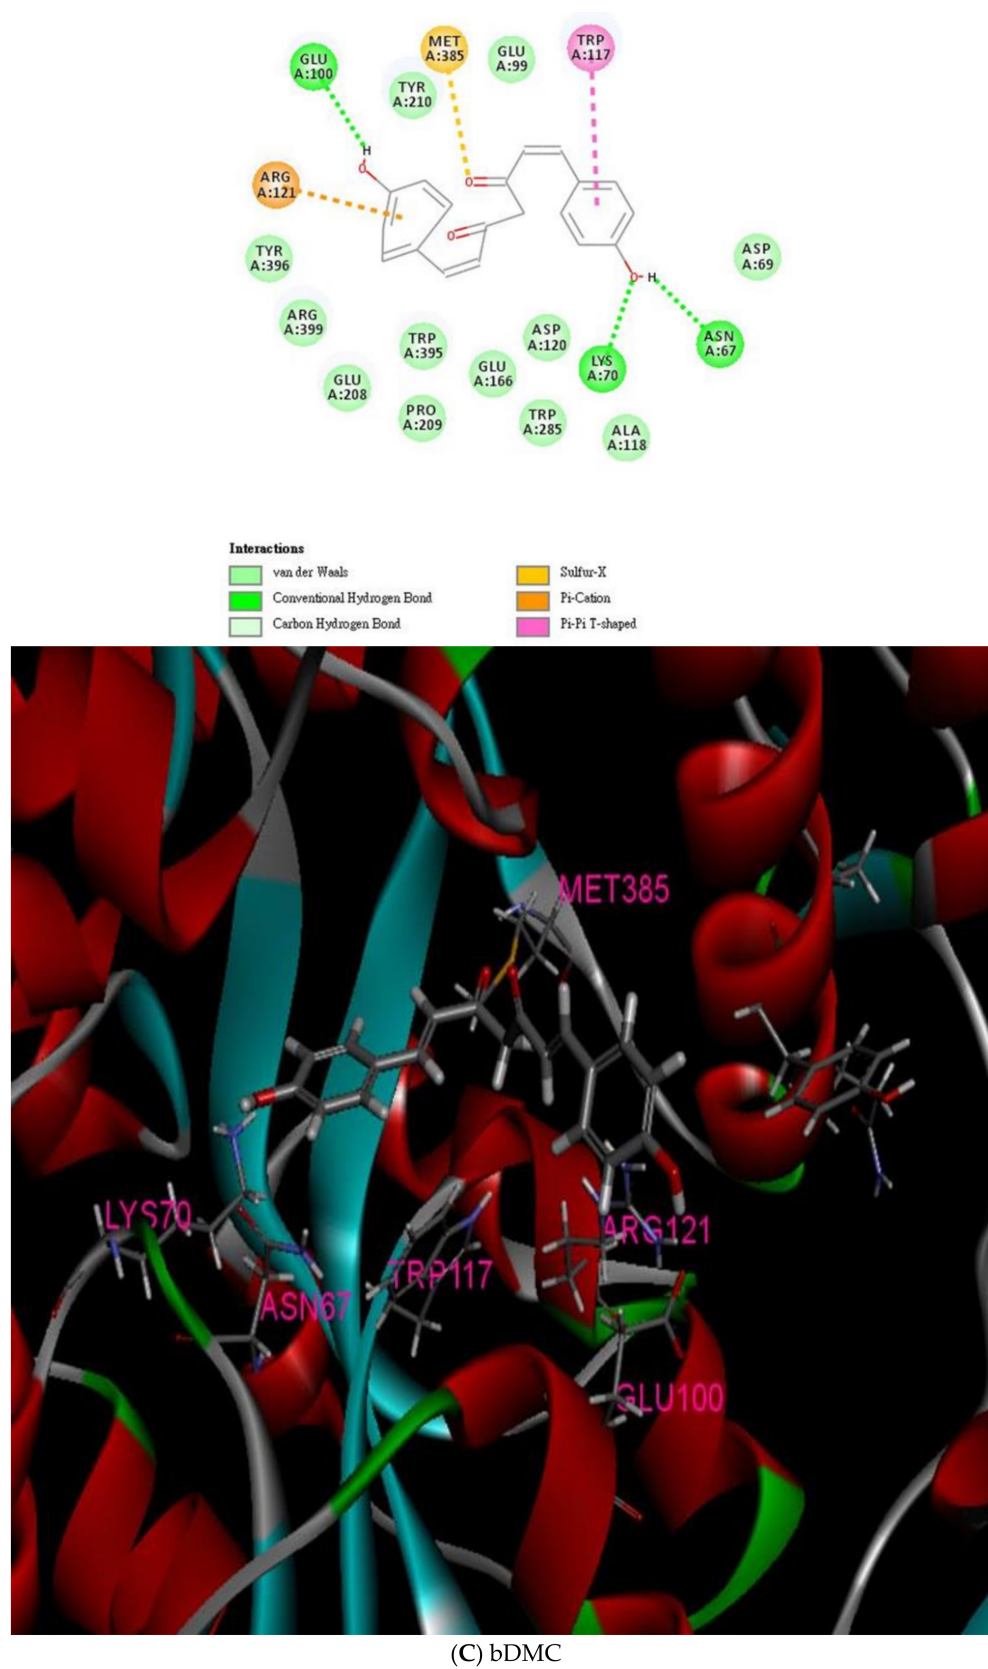 MET
A:385
GLU
A:99
TRP
A:117
GLU
A:100
TYR
A:210
H
O
ARG
A:121
O
O
TYR
A:396
ASP
A:69
O H
ARG
A:399
TRP
A:395
ASP
A:120
ASN
A:67
LYS
A:70
GLU
A:166
GLU
A:208
PRO
A:209
TRP
A:285
ALA
A:118
Interactions
van der Waals
Conventional Hydrogen Bond
Carbon Hydrogen Bond
Sulfur-X
Pi-Cation
Pi-Pi T-shaped
MET385
LYS70
ARG121
TRP117
ASN67
GLU100
(C) bDMC